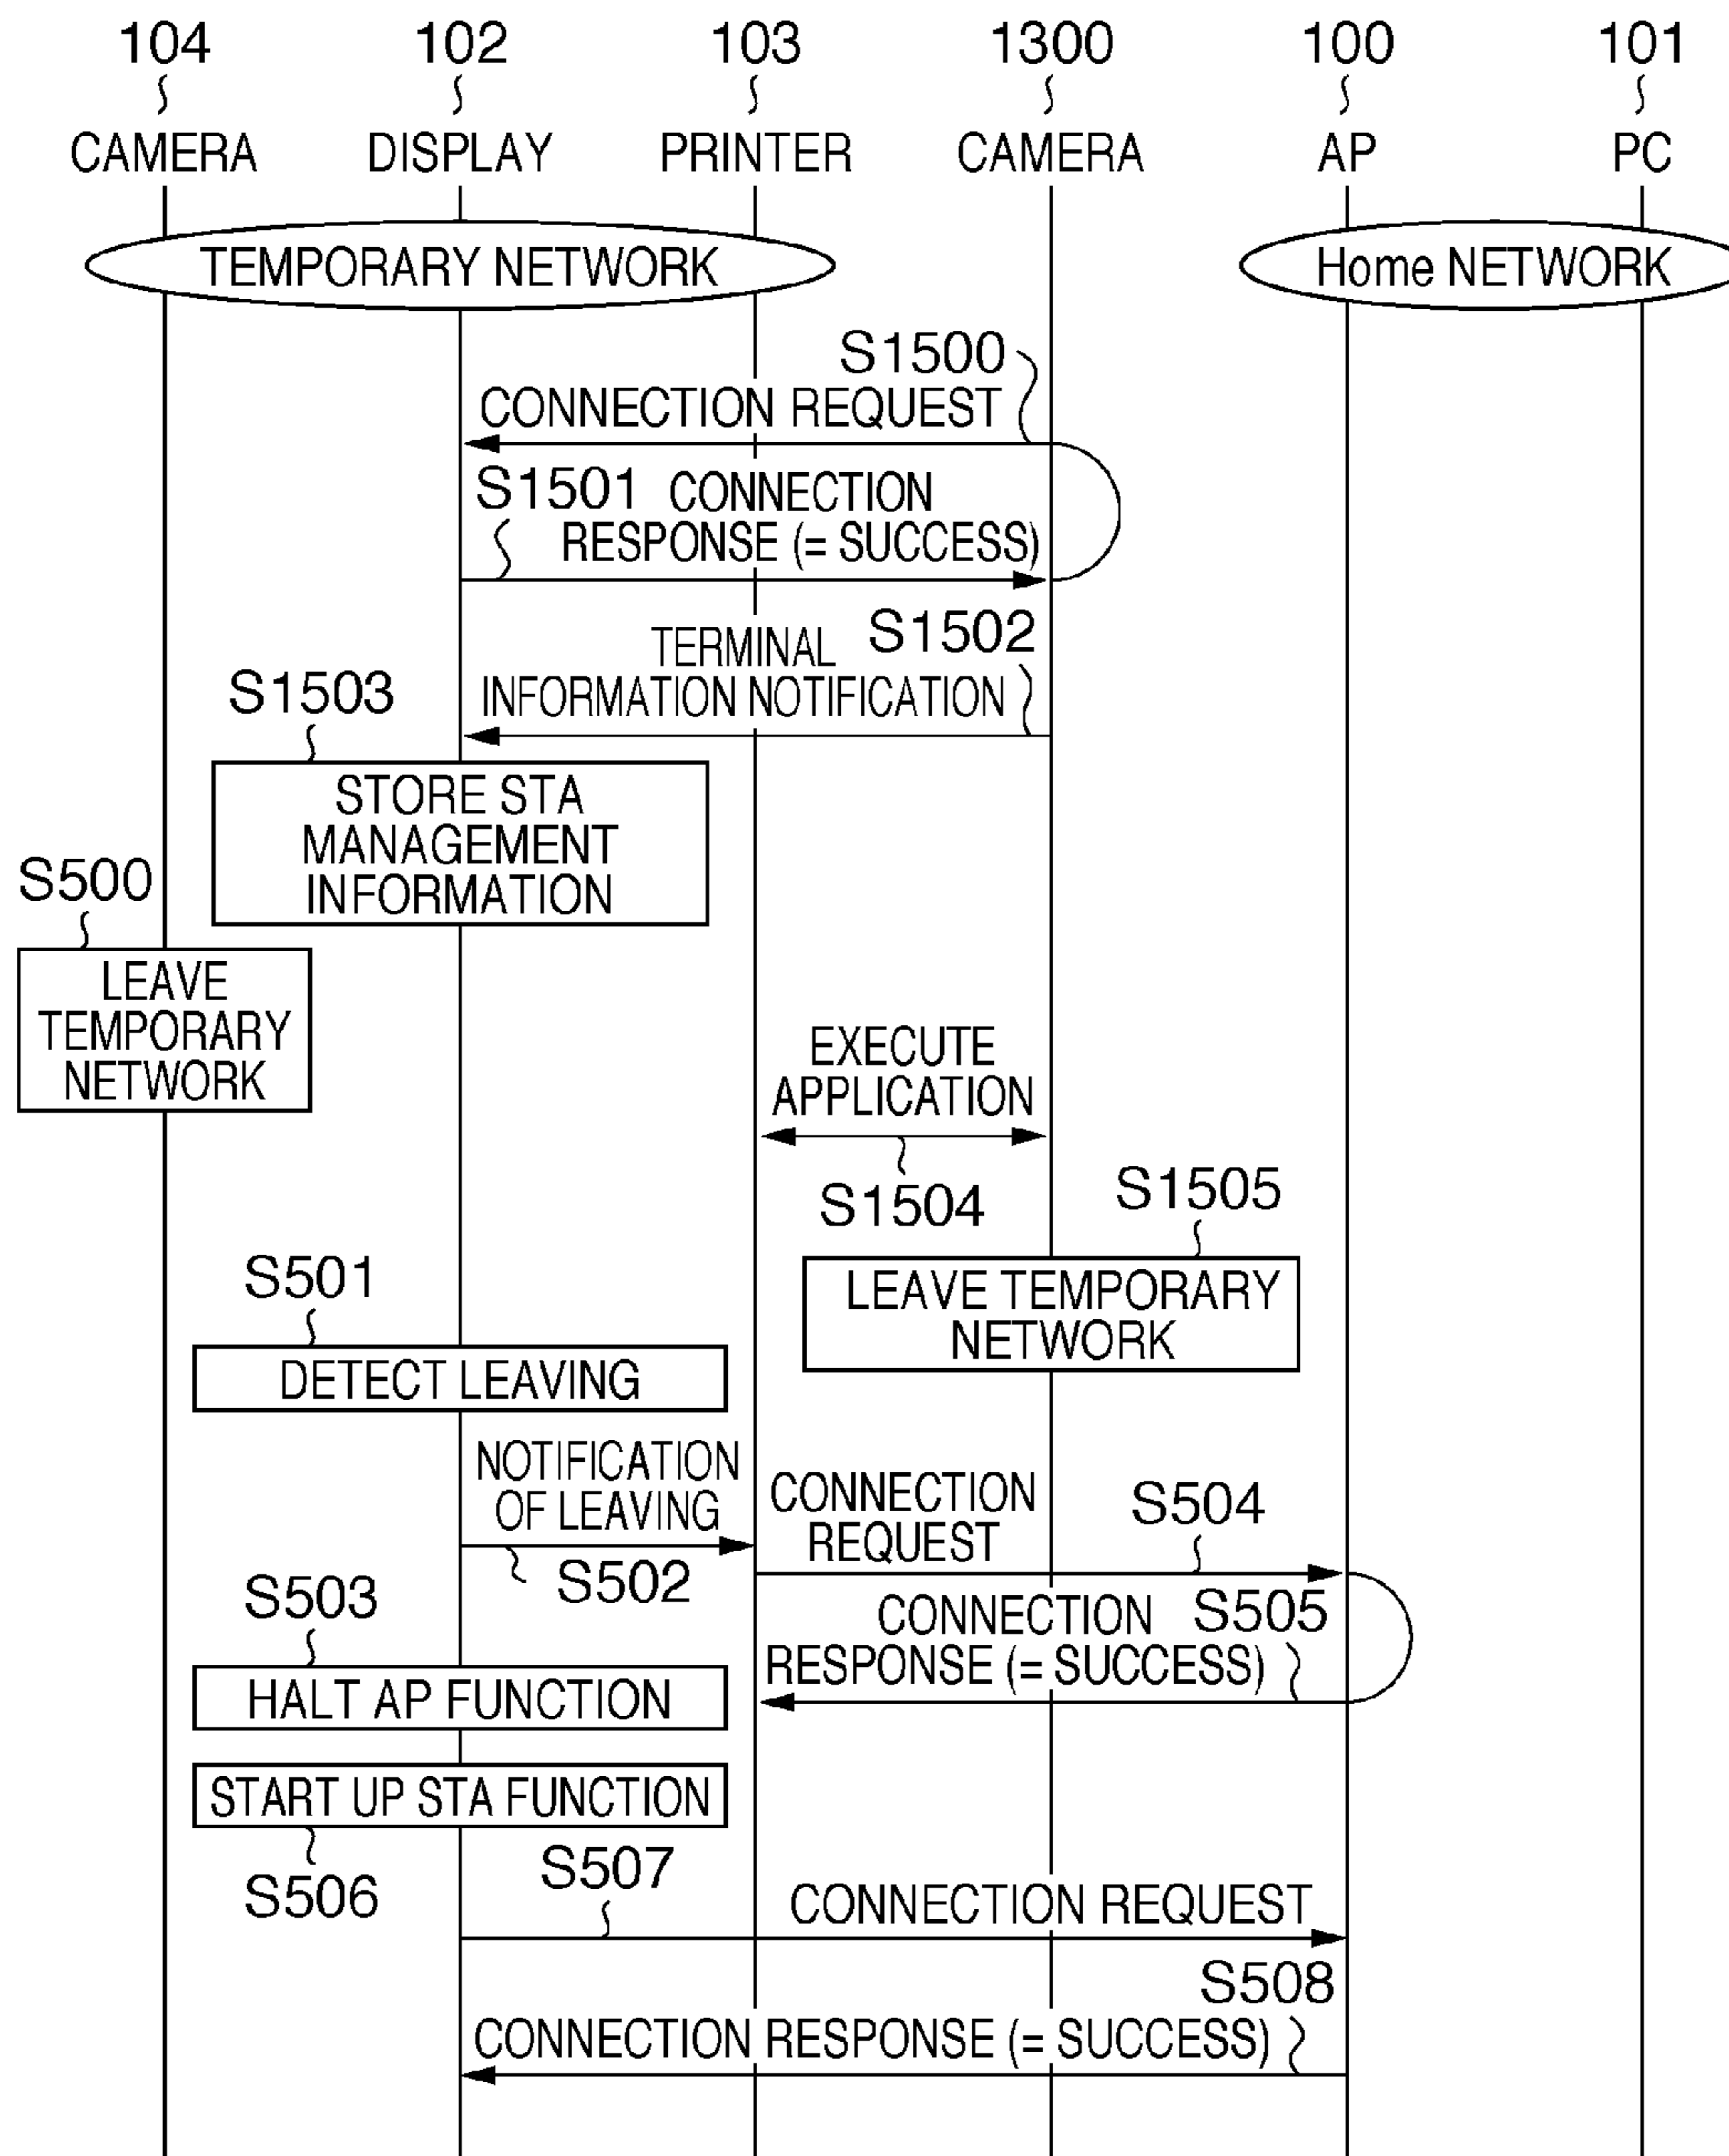 104 102 103 1300 100 101
CAMERA DISPLAY PRINTER CAMERA AP PC
TEMPORARY NETWORK Home NETWORK
S1500
CONNECTION REQUEST
S1501 CONNECTION
RESPONSE (= SUCCESS)
S1502
TERMINAL
INFORMATION NOTIFICATION
S1503
STORE STA
MANAGEMENT
INFORMATION
S500
LEAVE
TEMPORARY
NETWORK
EXECUTE
APPLICATION
S1504
S1505
LEAVE TEMPORARY
NETWORK
S501
DETECT LEAVING
NOTIFICATION
OF LEAVING
S502
CONNECTION
REQUEST
S504
S503
HALT AP FUNCTION
CONNECTION S505
RESPONSE (= SUCCESS)
START UP STA FUNCTION
S506
S507
CONNECTION REQUEST
S508
CONNECTION RESPONSE (= SUCCESS)